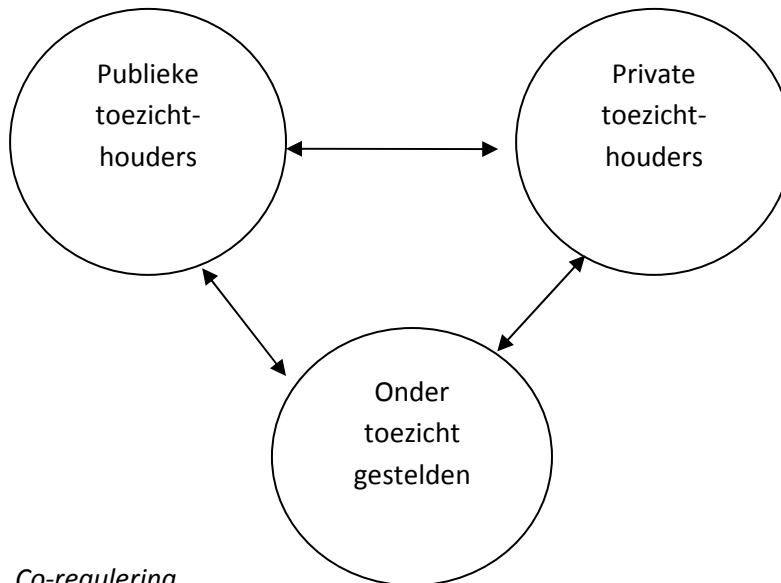 Publieke
toezicht-
houders
Private
toezicht-
houders
Onder
toezicht
gestelden
Co-regulering